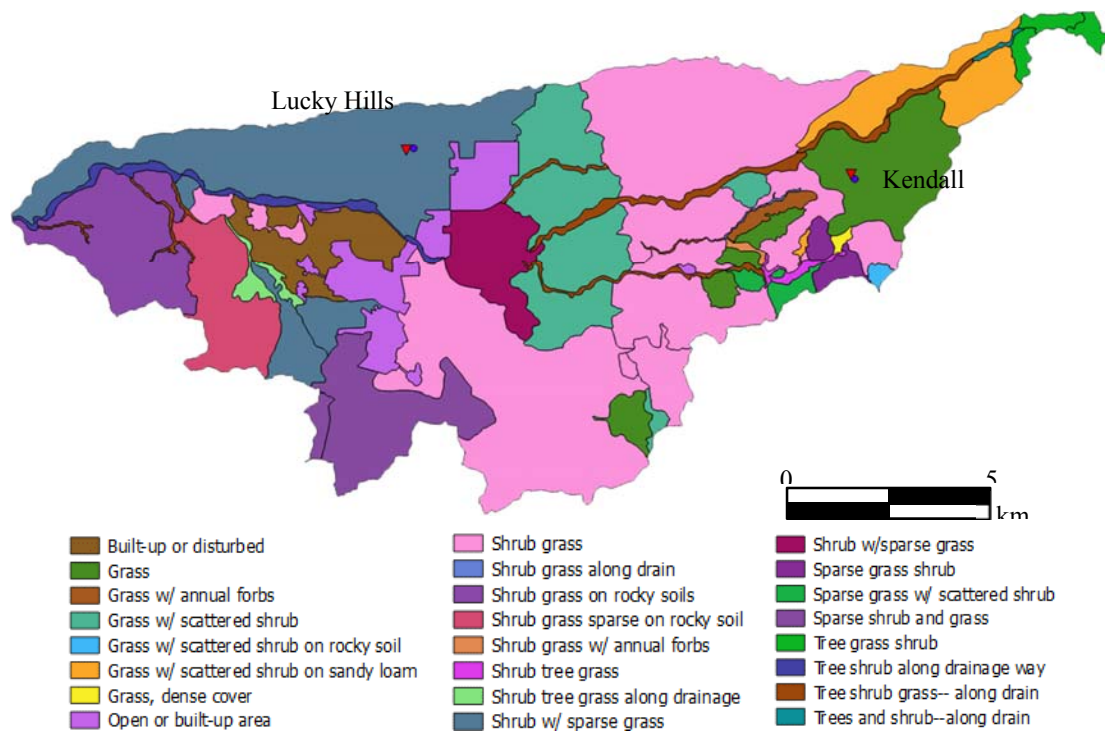 Lucky Hills
Kendall
0 5
km
Built-up or disturbed
Grass
Grass w/ annual forbs
Grass w/ scattered shrub
Grass w/ scattered shrub on rocky soil
Grass w/ scattered shrub on sandy loam
Grass, dense cover
Open or built-up area
Shrub grass
Shrub grass along drain
Shrub grass on rocky soils
Shrub grass sparse on rocky soil
Shrub grass w/ annual forbs
Shrub tree grass
Shrub tree grass along drainage
Shrub w/ sparse grass
Shrub w/sparse grass
Sparse grass shrub
Sparse grass w/ scattered shrub
Sparse shrub and grass
Tree grass shrub
Tree shrub along drainage way
Tree shrub grass-- along drain
Trees and shrub--along drain